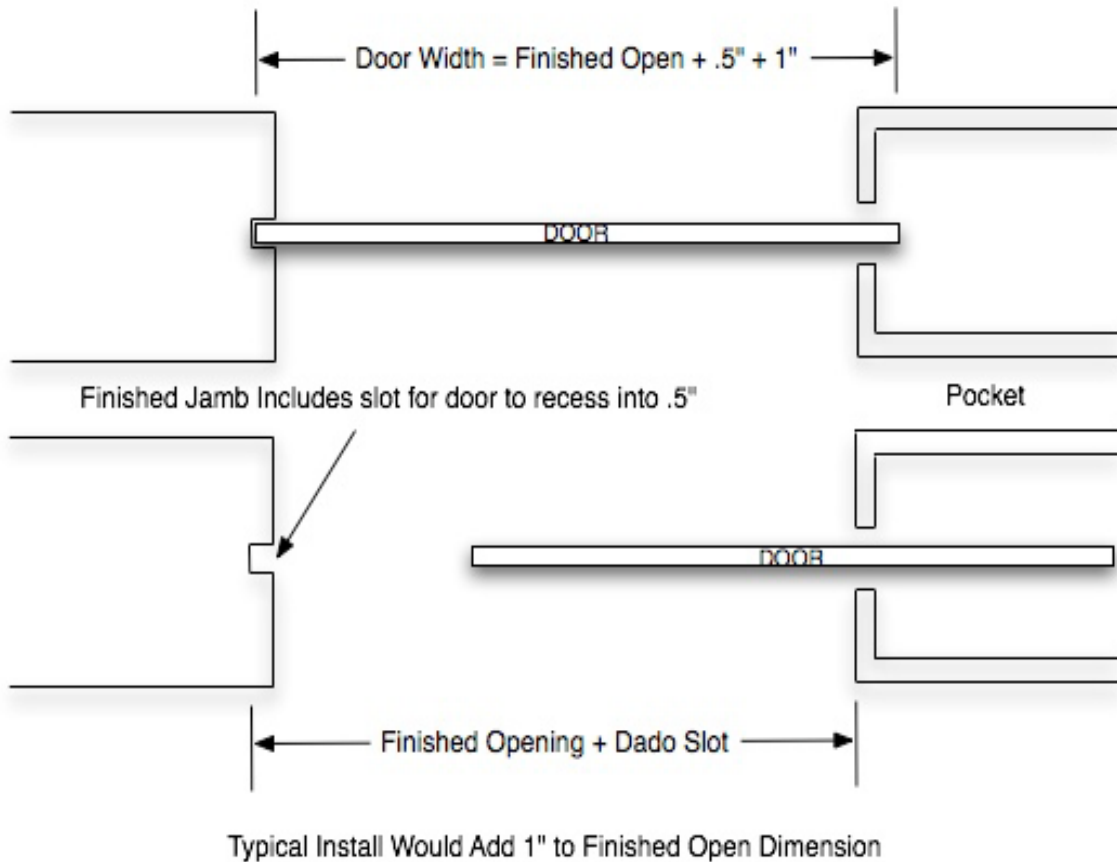 Door Width = Finished Open + .5" + 1"
DOOR
Finished Jamb Includes slot for door to recess into .5"
Pocket
DOOR
Finished Opening + Dado Slot
Typical Install Would Add 1" to Finished Open Dimension